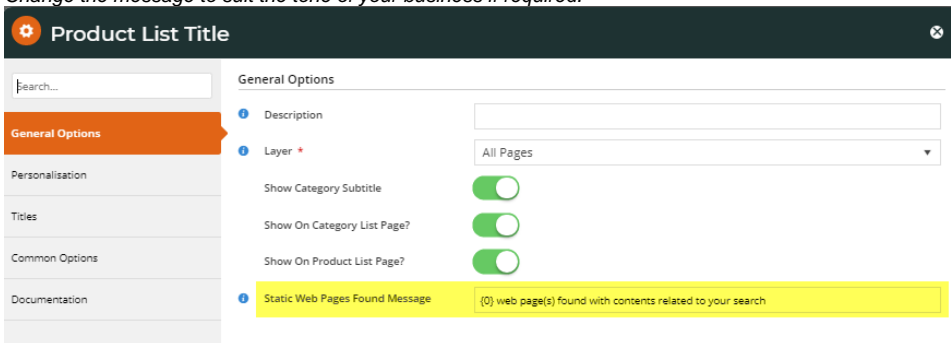 Change the message to suit the tone of your business if required.
Product List Title
Search...
General Options
Personalisation
Titles
Common Options
Documentation
General Options
Description
Layer *
All Pages
Show Category Subtitle
Show On Category List Page?
Show On Product List Page?
Static Web Pages Found Message
{0} web page(s) found with contents related to your search